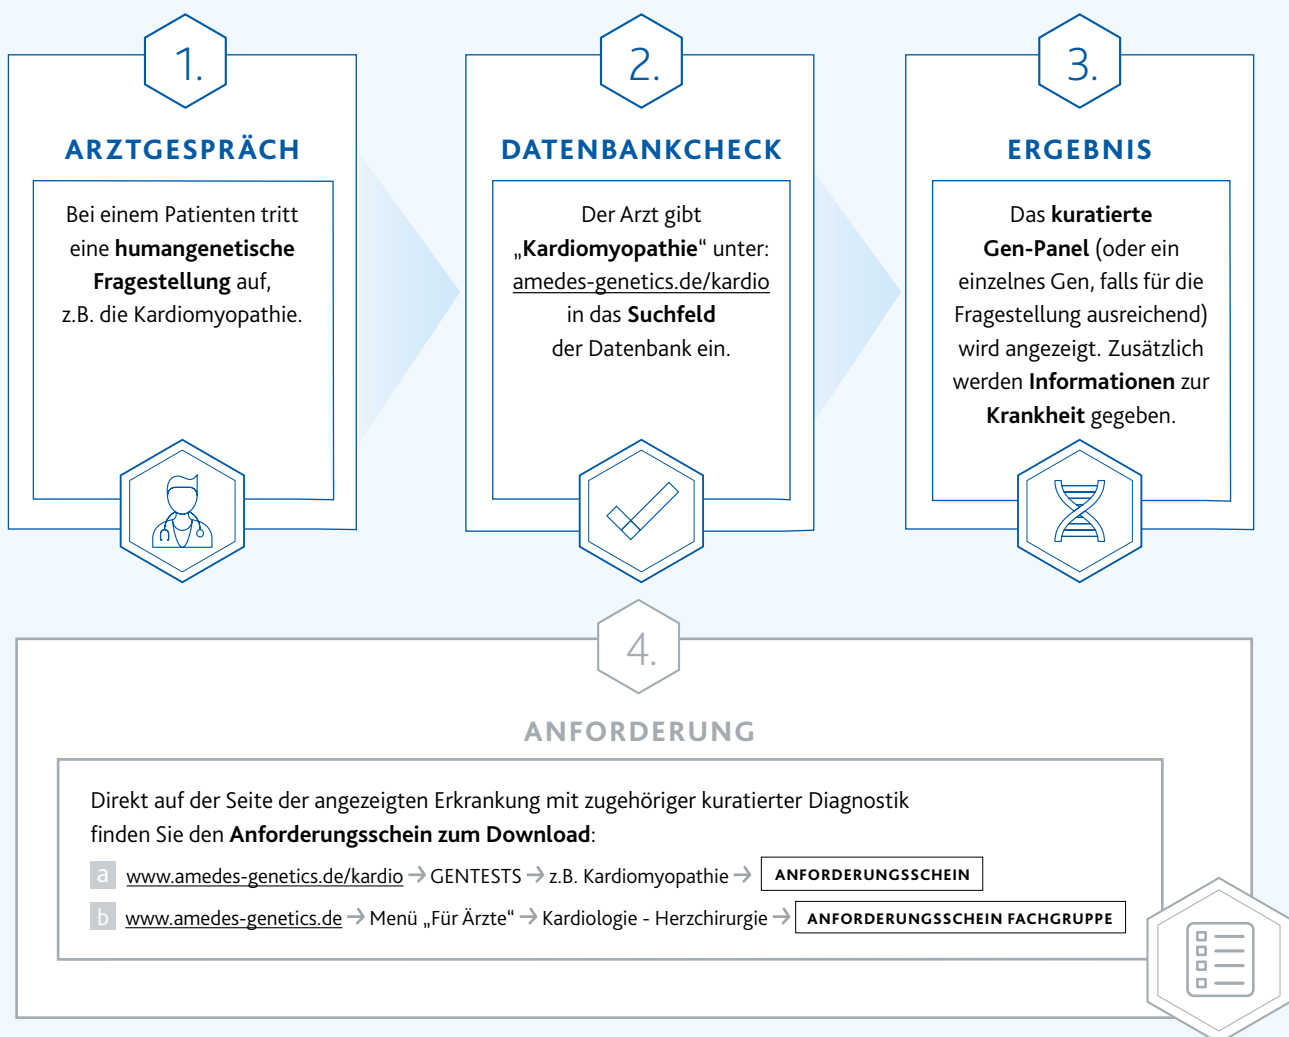 1.
ARZTGESPRÄCH
Bei einem Patienten tritt
eine humangenetische
Fragestellung auf,
z.B. die Kardiomyopathie.
2.
DATENBANKCHECK
Der Arzt gibt
„Kardiomyopathie“ unter:
amedes-genetics.de/kardio
in das Suchfeld
der Datenbank ein.
3.
ERGEBNIS
Das kuratierte
Gen-Panel (oder ein
einzelnes Gen, falls für die
Fragestellung ausreichend)
wird angezeigt. Zusätzlich
werden Informationen zur
Krankheit gegeben.
4.
ANFORDERUNG
Direkt auf der Seite der angezeigten Erkrankung mit zugehöriger kuratierter Diagnostik
finden Sie den Anforderungsschein zum Download:
a www.amedes-genetics.de/kardio → GENTESTS → z.B. Kardiomyopathie → ANFORDERUNGSSCHEIN
b www.amedes-genetics.de → Menü „Für Ärzte“ → Kardiologie - Herzchirurgie → ANFORDERUNGSSCHEIN FACHGRUPPE